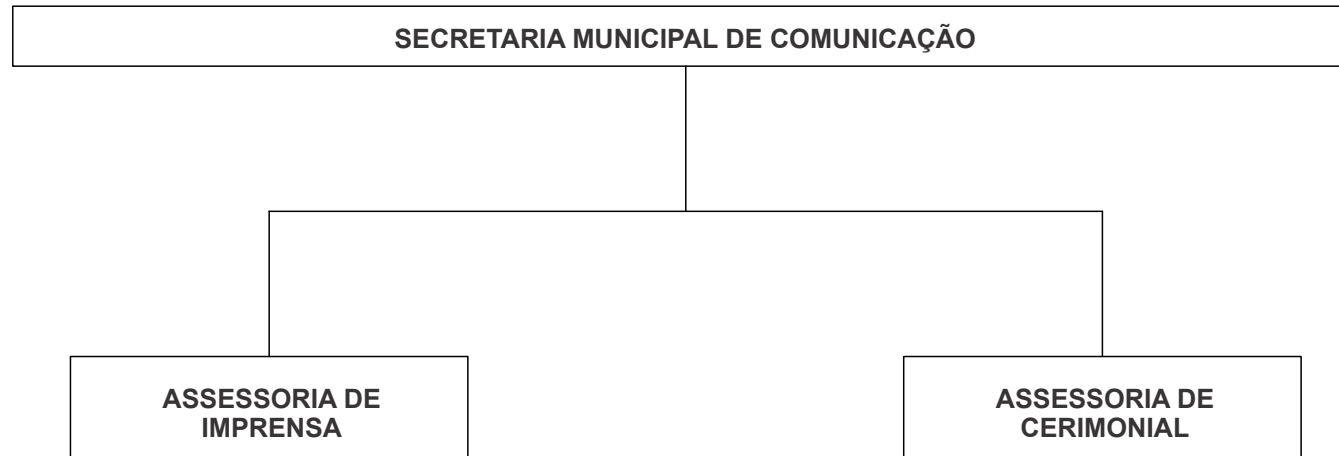 SECRETARIA MUNICIPAL DE COMUNICAÇÃO
ASSESSORIA DE
IMPRENSA
ASSESSORIA DE
CERIMONIAL